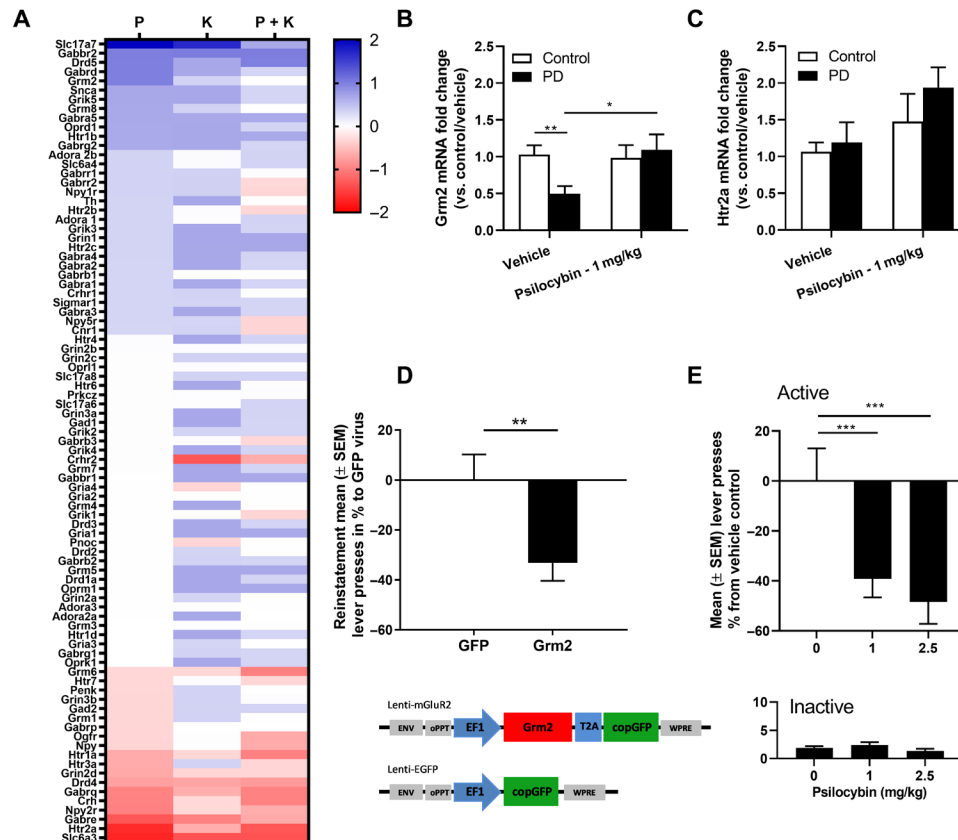 A
P K P + K
Slc17a7
Gabbr2
Drd5
Gabrd
Grm2
Snca
Grik5
Grm8
Gabra5
Oprd1
Htr1b
Gabrg2
Adora 2b
Slc6a4
Gabrr1
Gabrr2
Npy1r
Th
Htr2b
Adora 1
Grik3
Grin1
Htr2c
Gabra4
Gabra2
Gabrb1
Gabra1
Crhr1
Sigmar1
Gabra3
Npy5r
Cnr1
Htr4
Grin2b
Grin2c
Oprl1
Slc17a8
Htr6
Prkcz
Slc17a6
Grin3a
Gad1
Grik2
Gabrb3
Grik4
Crhr2
Grm7
Gabbr1
Gria4
Gria2
Grm4
Grik1
Drd3
Gria1
Pnoc
Drd2
Gabrb2
Grm5
Drd1a
Oprm1
Grin2a
Adora3
Adora2a
Grm3
Htr1d
Gria3
Gabrg1
Oprk1
Grm6
Htr7
Penk
Grin3b
Gad2
Grm1
Gabrp
Ogfr
Npy
Htr1a
Htr3a
Grin2d
Drd4
Gabrq
Crh
Npy2r
Gabre
Htr2a
Slc6a3
2
1
0
−1
−2
B
Grm2 mRNA fold change
(vs. control/vehicle)
2.5
2.0
1.5
1.0
0.5
0.0
Control
PD
**
*
Vehicle
Psilocybin - 1 mg/kg
C
Htr2a mRNA fold change
(vs. control/vehicle)
2.5
2.0
1.5
1.0
0.5
0.0
Control
PD
Vehicle
Psilocybin - 1 mg/kg
D
Reinstatement mean (± SEM)
lever presses in % to GFP virus
20
0
−20
−40
−60
**
GFP Grm2
Lenti-mGluR2
ENV oPPT EF1 Grm2 T2A copGFP WPRE
Lenti-EGFP
ENV oPPT EF1 copGFP WPRE
E
Active
Mean (± SEM) lever presses
% from vehicle control
20
0
−20
−40
−60
***
***
0 1 2.5
Inactive
10
5
0
0 1 2.5
Psilocybin (mg/kg)